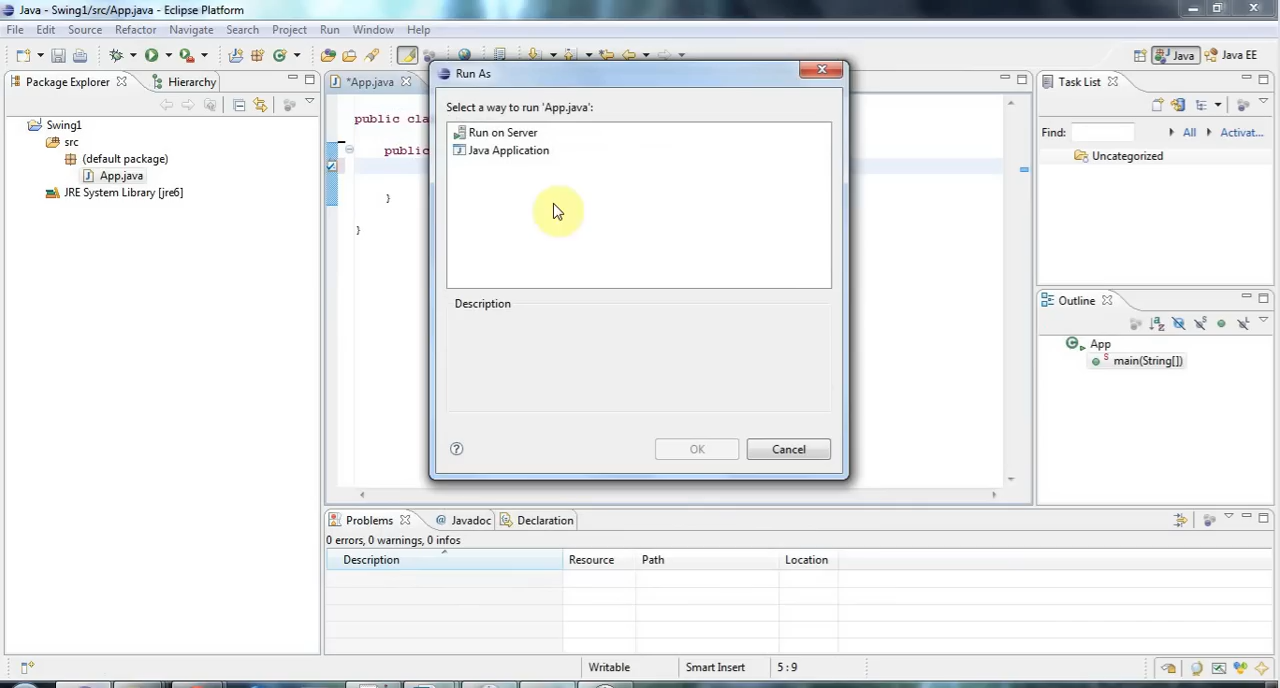 Java - Swing1/src/App.java - Eclipse Platform
File Edit Source Refactor Navigate Search Project Run Window Help
Java Java EE
Package Explorer Hierarchy
Swing1
src
(default package)
App.java
JRE System Library [jre6]
*App.java
public cla
public
}
}
Run As
Select a way to run 'App.java':
Run on Server
Java Application
Description
? OK Cancel
Task List
Find: All Activat...
Uncategorized
Outline
App
main(String[])
Problems @ Javadoc Declaration
0 errors, 0 warnings, 0 infos
Description Resource Path Location
Writable Smart Insert 5 : 9